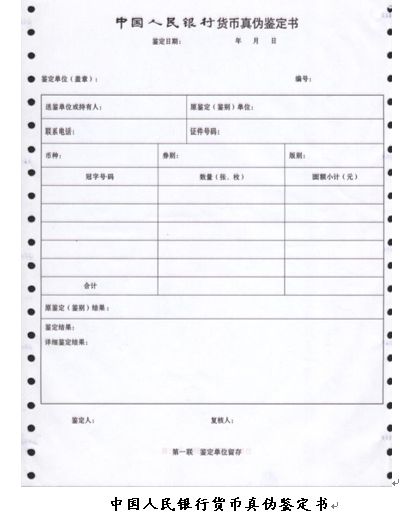 中国人民银行货币真伪鉴定书
鉴定日期： 年 月 日
鉴定单位（盖章）： 编号：
送鉴单位或持有人： 原鉴定（鉴别）单位：
联系电话： 证件号码：
币种： 券别： 版别：
冠字号码 数量（张、枚） 面额小计（元）
合计
原鉴定（鉴别）结果：
鉴定结果：
详细鉴定结果：
鉴定人： 复核人：
第一联 鉴定单位留存
中国人民银行货币真伪鉴定书